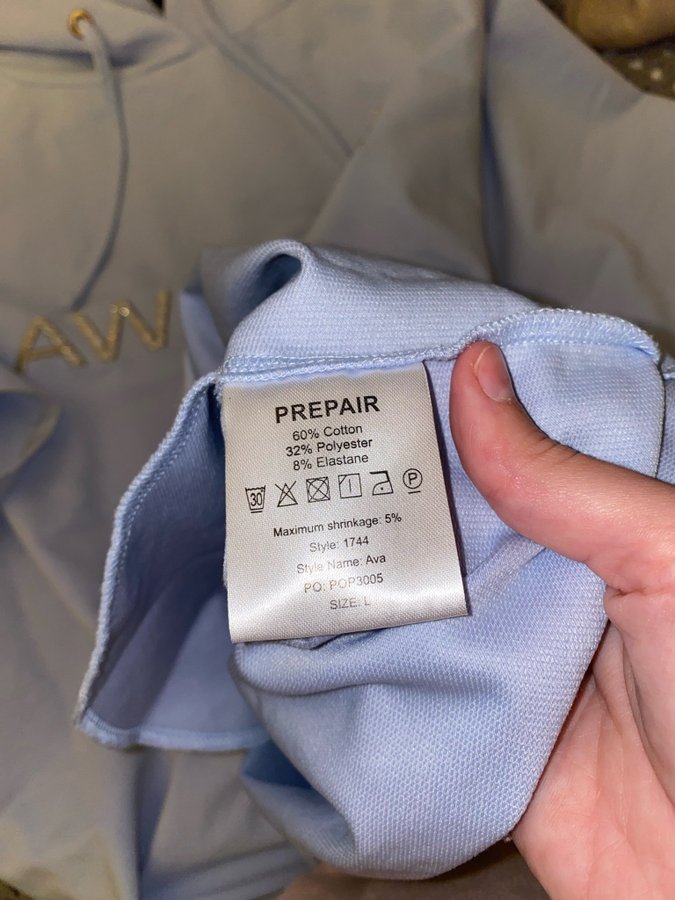 AW
PREPAIR
60% Cotton
32% Polyester
8% Elastane
30 P
Maximum shrinkage: 5%
Style: 1744
Style Name: Ava
PO: POP3005
SIZE: L